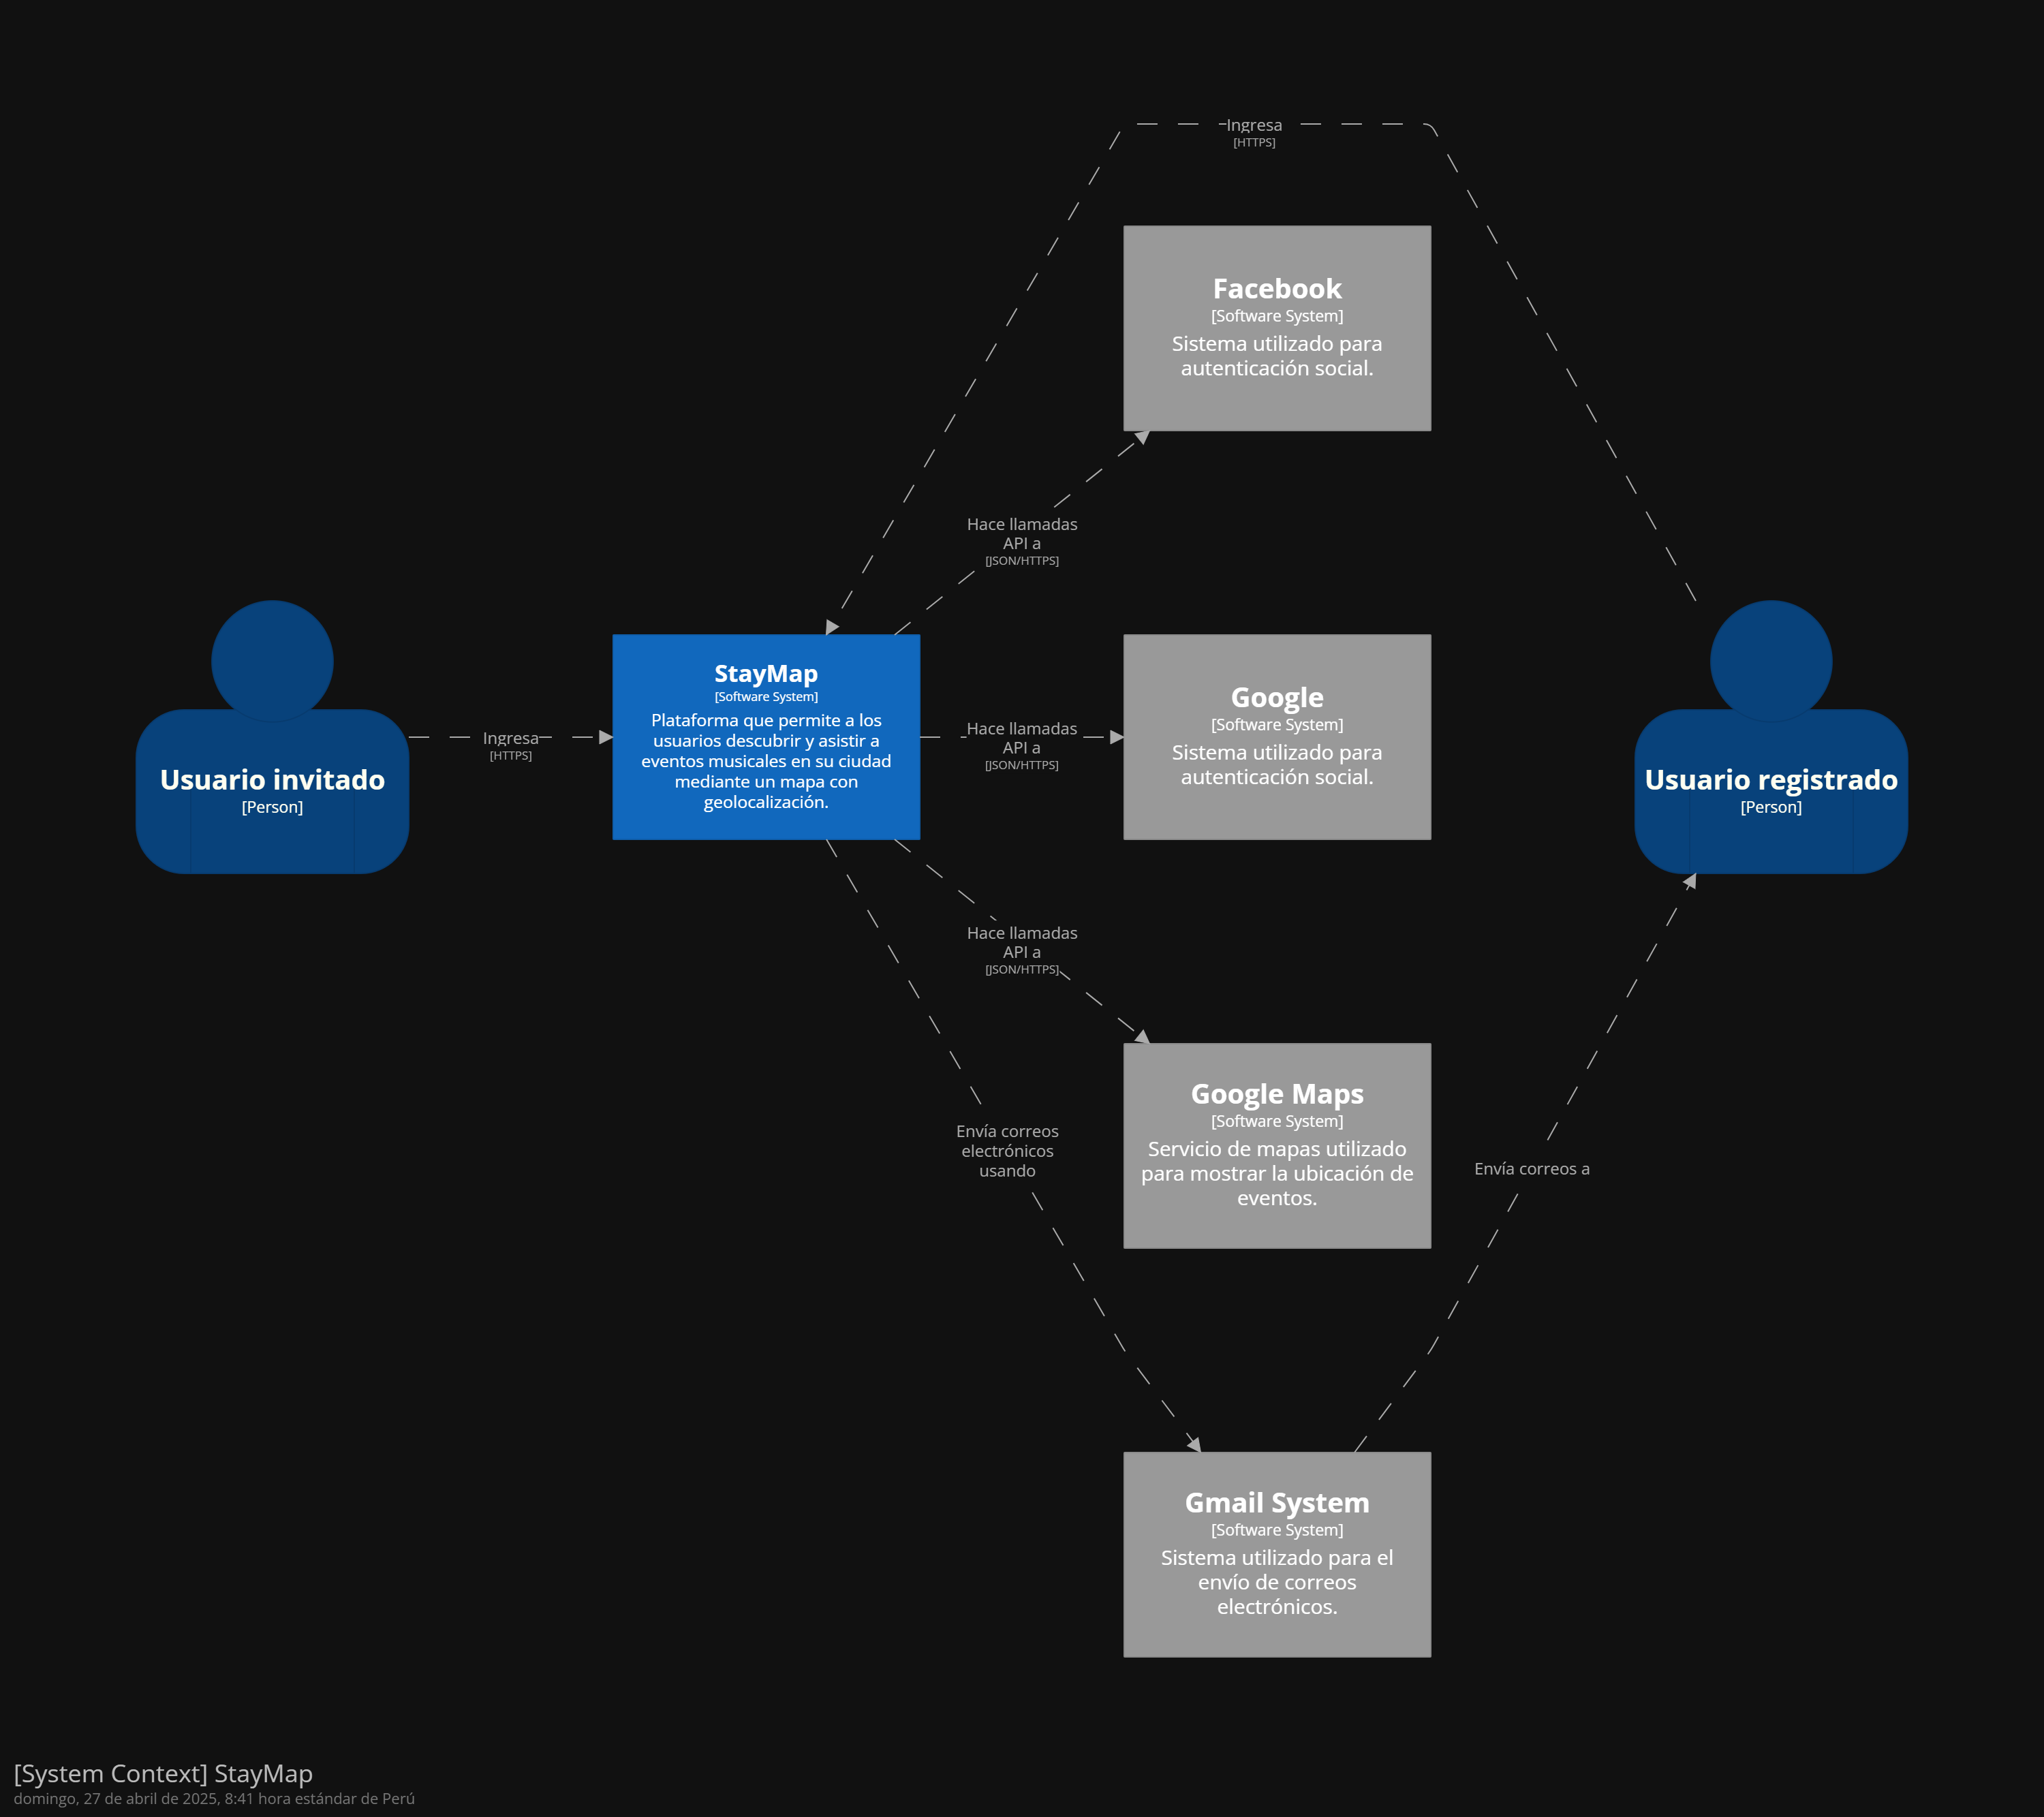 Ingresa
[HTTPS]
Facebook
[Software System]
Sistema utilizado para
autenticación social.
Hace llamadas
API a
[JSON/HTTPS]
Usuario invitado
[Person]
Ingresa
[HTTPS]
StayMap
[Software System]
Plataforma que permite a los
usuarios descubrir y asistir a
eventos musicales en su ciudad
mediante un mapa con
geolocalización.
Hace llamadas
API a
[JSON/HTTPS]
Google
[Software System]
Sistema utilizado para
autenticación social.
Usuario registrado
[Person]
Hace llamadas
API a
[JSON/HTTPS]
Google Maps
[Software System]
Servicio de mapas utilizado
para mostrar la ubicación de
eventos.
Envía correos
electrónicos
usando
Envía correos a
Gmail System
[Software System]
Sistema utilizado para el
envío de correos
electrónicos.
[System Context] StayMap
domingo, 27 de abril de 2025, 8:41 hora estándar de Perú